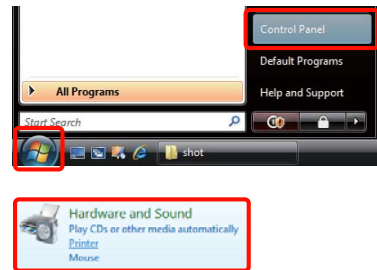 Control Panel
Default Programs
All Programs
Help and Support
Start Search
shot
Hardware and Sound
Play CDs or other media automatically
Printer
Mouse